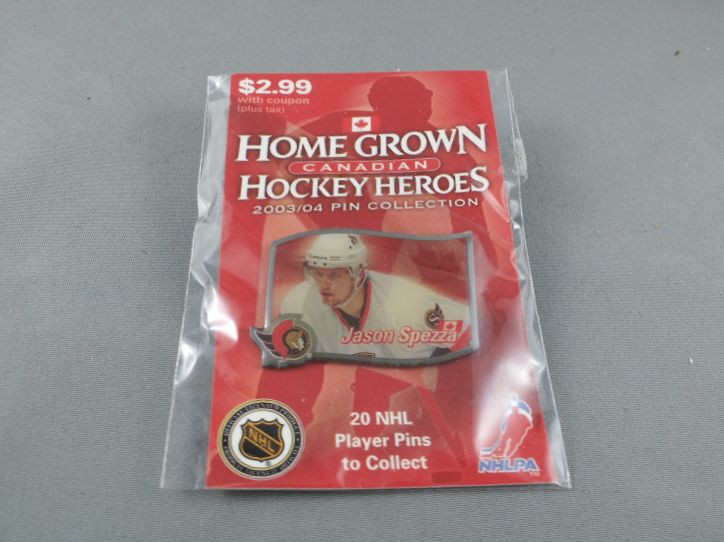 $2.99
with coupon
(plus tax)
HOME GROWN
CANADIAN
HOCKEY HEROES
2003/04 PIN COLLECTION
Jason Spezza
20 NHL
Player Pins
to Collect
NHL
NHLPA